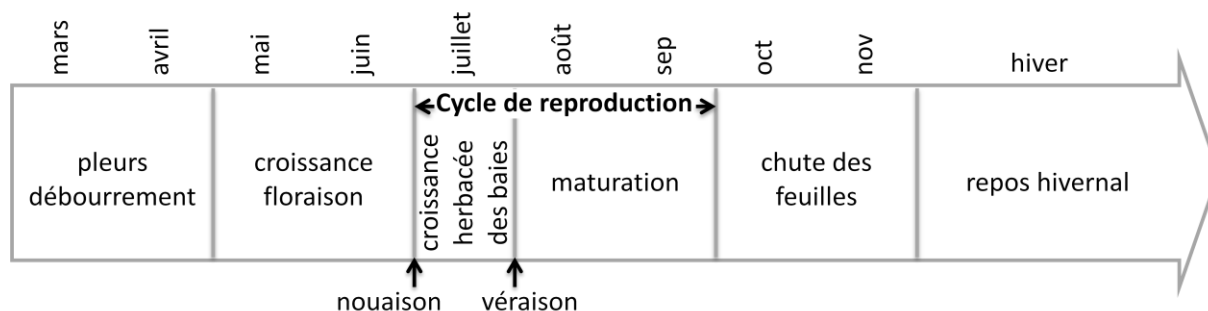 mars avril mai juin juillet août sep oct nov hiver
Cycle de reproduction
pleurs
débourrement
croissance
floraison
croissance
herbacée
des baies
maturation
chute des
feuilles
repos hivernal
nouaison véraison